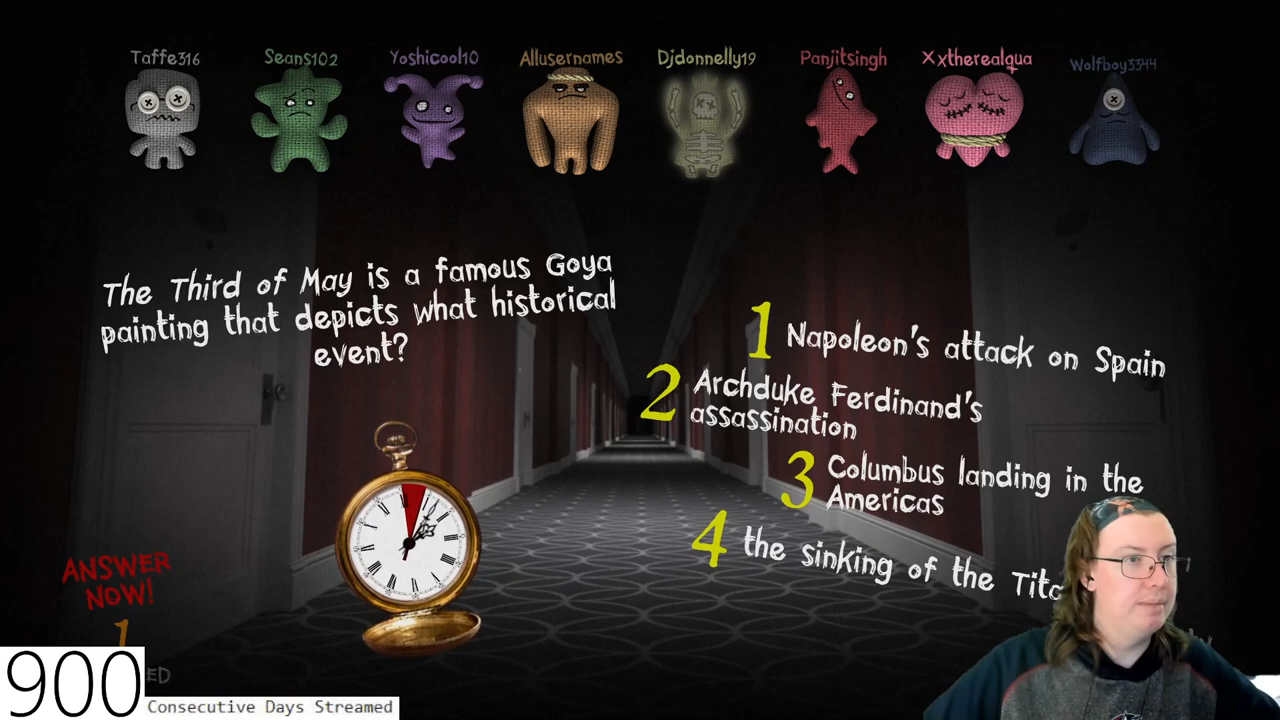 Taffe316
Seans102
Yoshicool10
Allusernames
Djdonnelly19
Panjitsingh
Xxtherealqua
Wolfboy3344
The Third of May is a famous Goya
painting that depicts what historical
event?
1 Napoleon's attack on Spain
2 Archduke Ferdinand's
assassination
3 Columbus landing in the
Americas
4 the sinking of the
ANSWER
NOW!
1
900
Consecutive Days Streamed